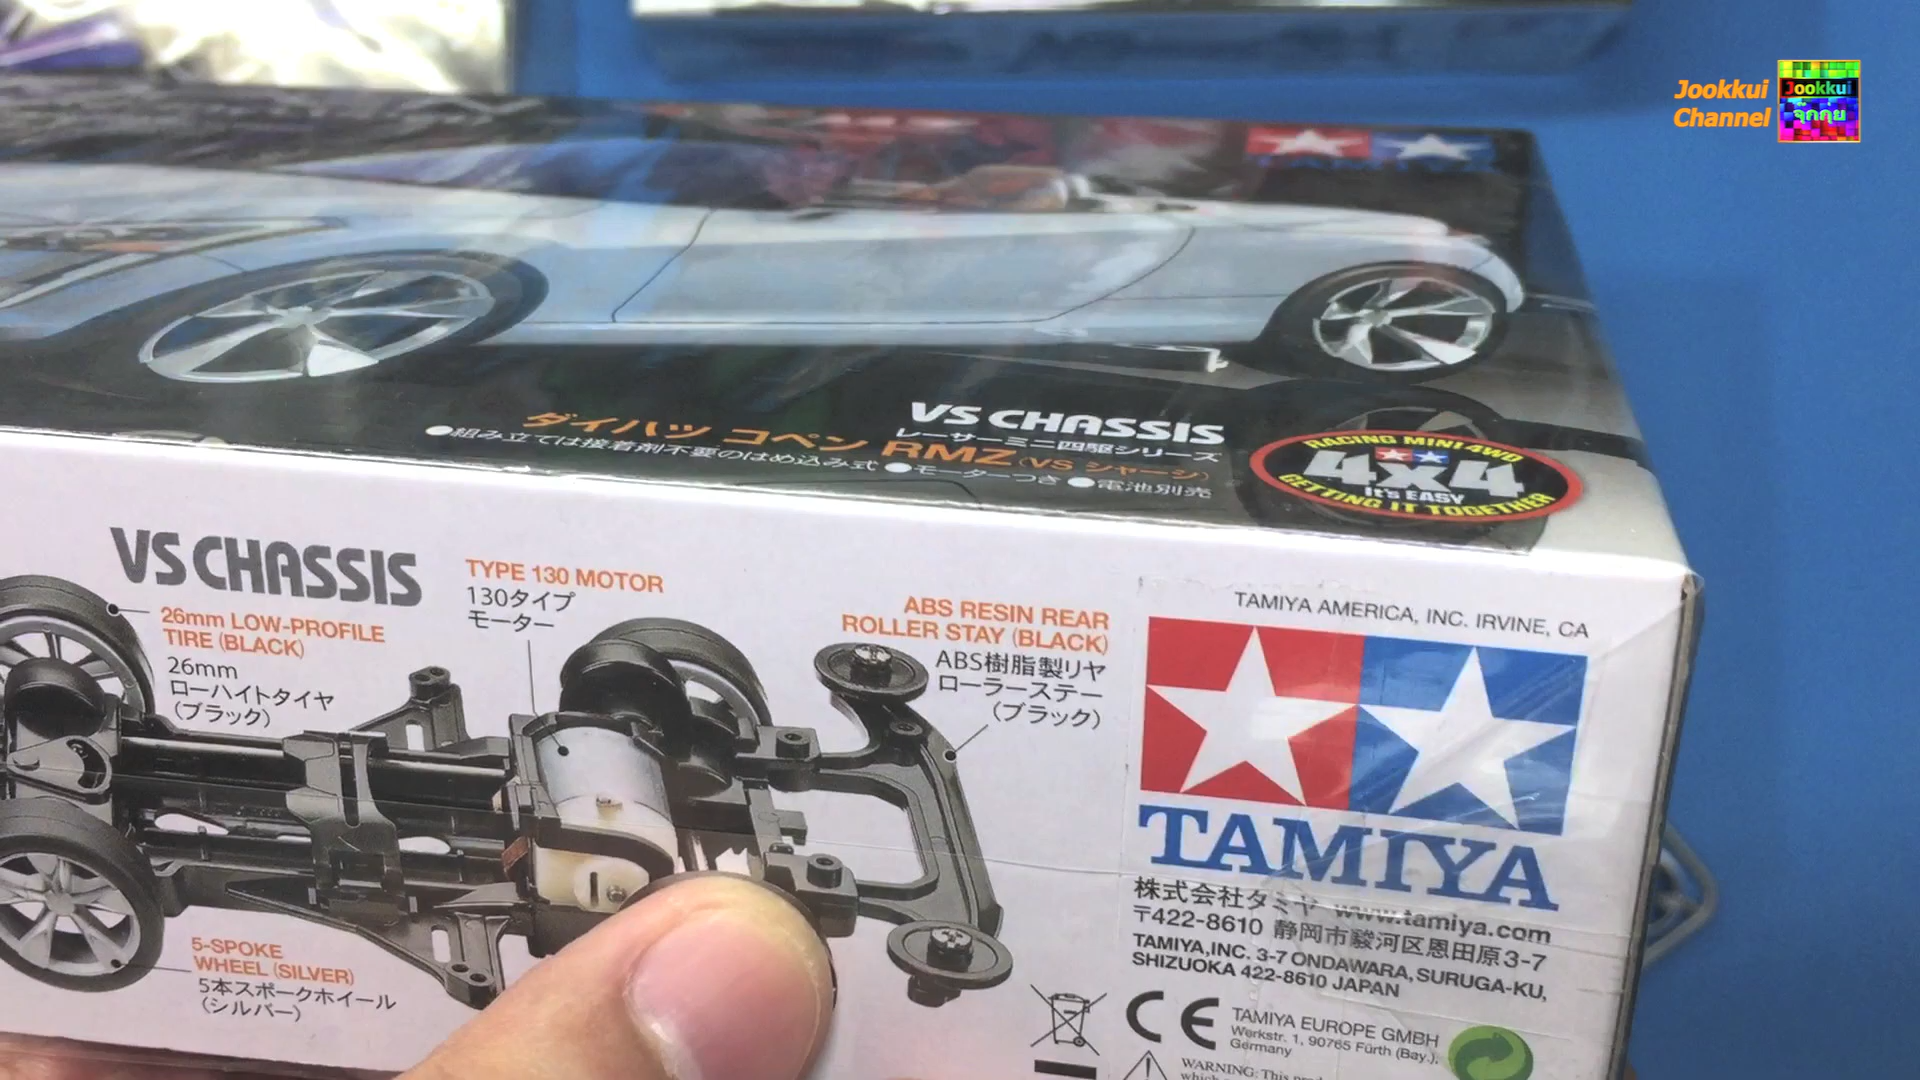 Jookkui
Channel
Jookkui
จุ๊กกุ่ย
TAMIYA
VS CHASSIS
レーサーミニ四駆シリーズ
ダイハツ コペン RMZ(VS シャーシ)
●組み立ては接着剤不要のはめ込み式 ●モーターつき ●電池別売
RACING MINI 4WD
4x4
It's EASY
GETTING IT TOGETHER
VS CHASSIS
26mm LOW-PROFILE
TIRE (BLACK)
26mm
ローハイトタイヤ
(ブラック)
TYPE 130 MOTOR
130タイプ
モーター
ABS RESIN REAR
ROLLER STAY (BLACK)
ABS樹脂製リヤ
ローラーステー
(ブラック)
5-SPOKE
WHEEL (SILVER)
5本スポークホイール
(シルバー)
TAMIYA AMERICA, INC. IRVINE, CA
TAMIYA
株式会社タミヤ www.tamiya.com
〒422-8610 静岡市駿河区恩田原3-7
TAMIYA,INC. 3-7 ONDAWARA, SURUGA-KU,
SHIZUOKA 422-8610 JAPAN
CE
TAMIYA EUROPE GMBH
Werkstr. 1, 90765 Fürth (Bay.),
Germany
WARNING: This
which